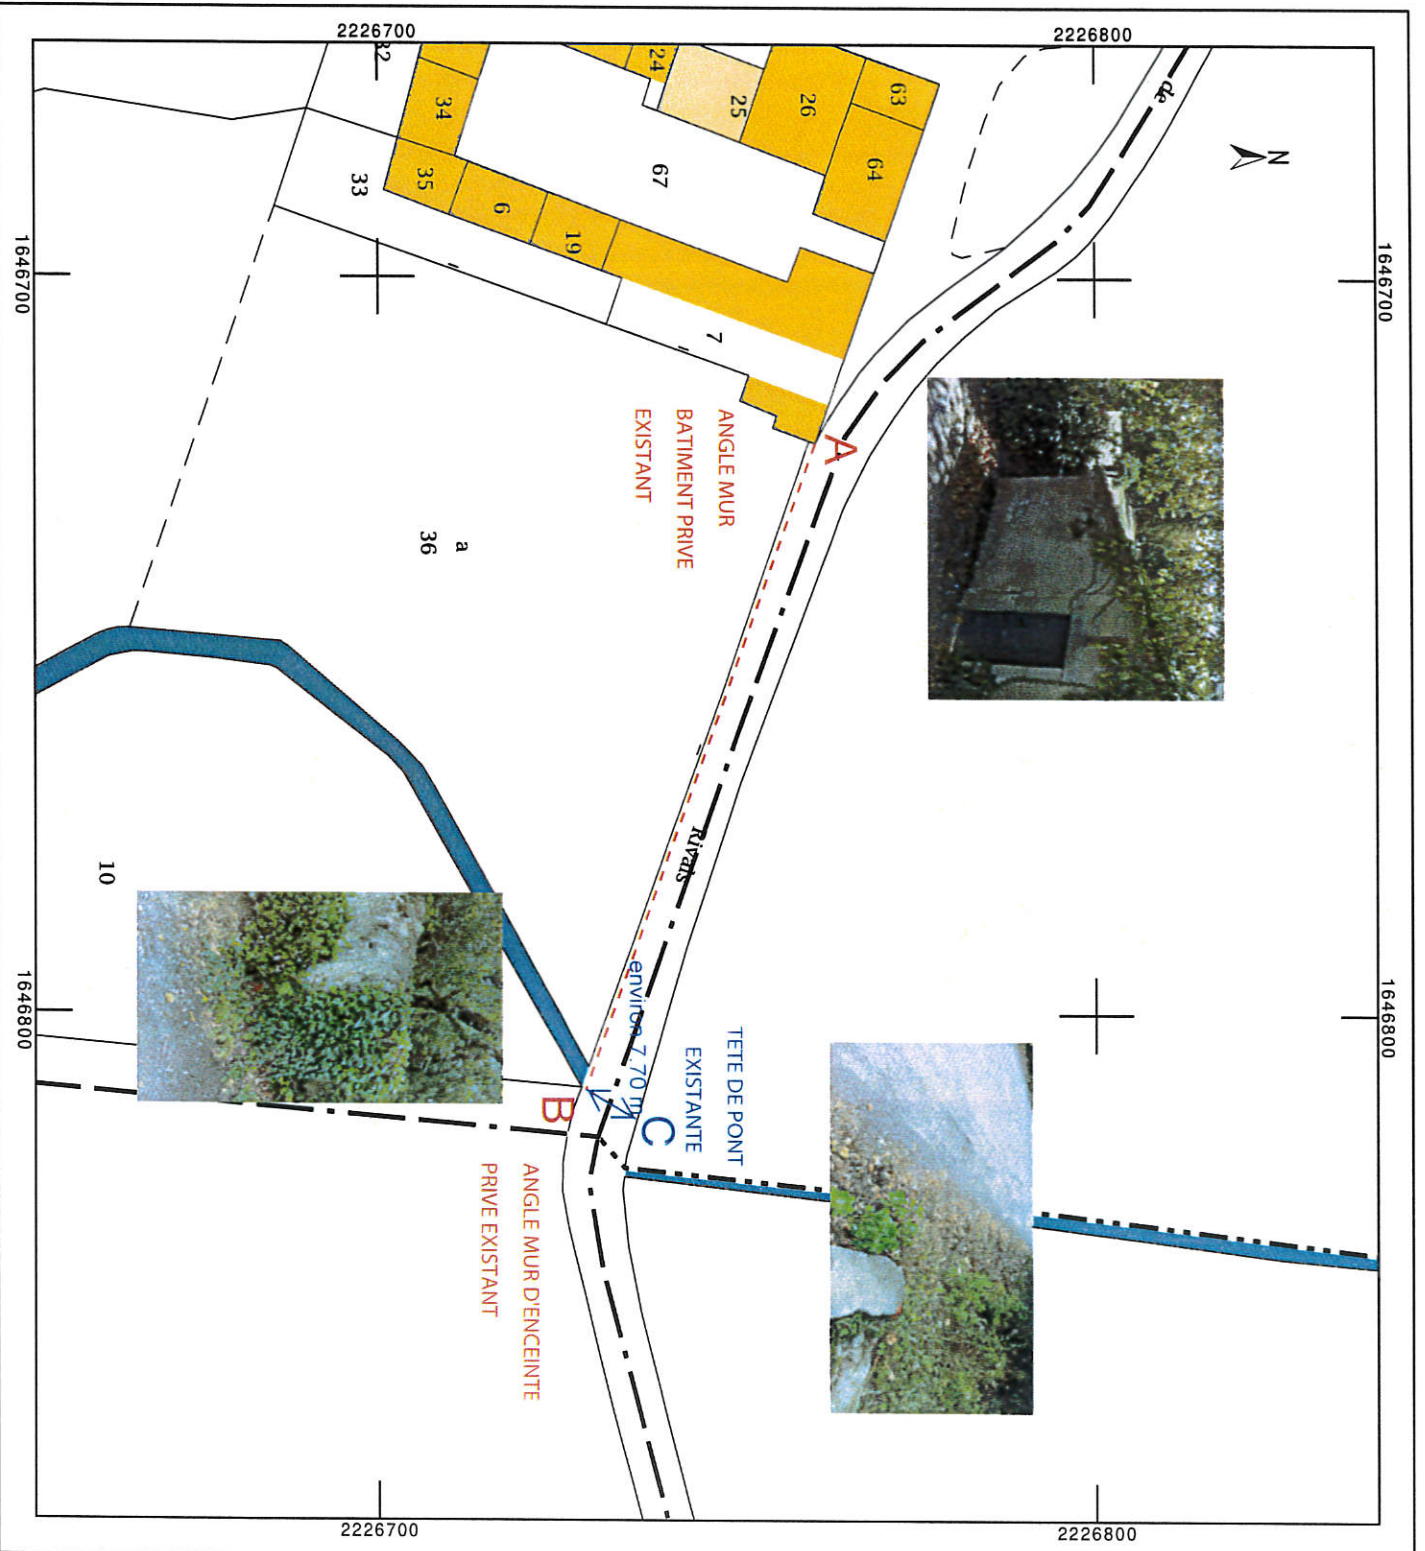 2226700
2226800
1646700
1646700
N
de
32
24
63
34
25
26
64
67
35
33
6
19
7
A
ANGLE MUR
BATIMENT PRIVE
EXISTANT
a
36
Rivals
10
environ 7.70 m
TETE DE PONT
EXISTANTE
C
B
ANGLE MUR D'ENCEINTE
PRIVE EXISTANT
1646800
1646800
2226700
2226800